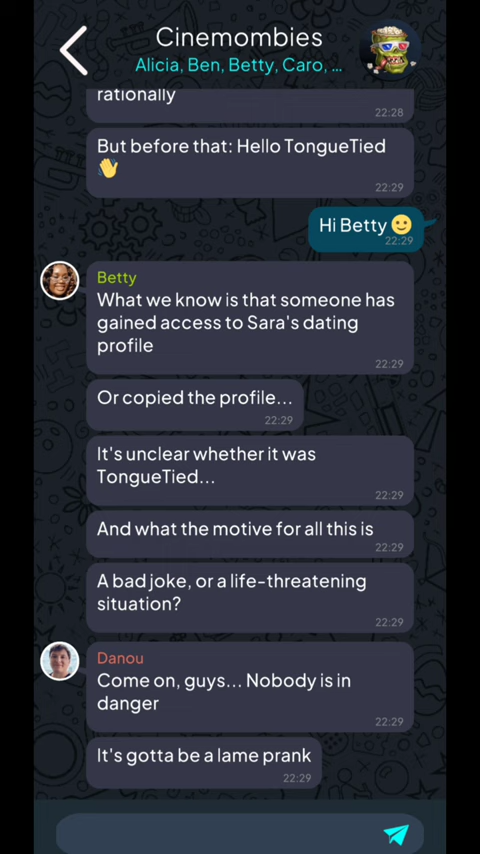 Cinemombies
Alicia, Ben, Betty, Caro, ...
rationally
22:28
But before that: Hello TongueTied
👋
22:29
Hi Betty 🙂
22:29
Betty
What we know is that someone has
gained access to Sara's dating
profile
22:29
Or copied the profile...
22:29
It's unclear whether it was
TongueTied...
22:29
And what the motive for all this is
22:29
A bad joke, or a life-threatening
situation?
22:29
Danou
Come on, guys... Nobody is in
danger
22:29
It's gotta be a lame prank
22:29